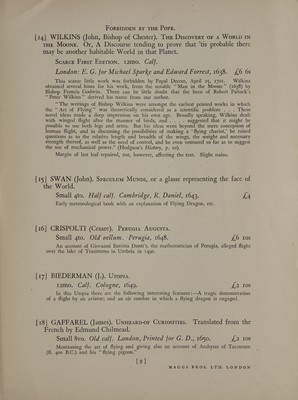 Forbidden by the Pope.
[14] WILKINS (John, Bishop of Chester), The Discovery of a World in
the Moone. Or, A Discourse tending to prove that 'tis probable there
may be another habitable World in that Planet.
Scarce First Edition. 12mo. Calf.
London: E. G. for Michael Sparke and Edward Forrest; 1638. £6 6s
This scarce little work was forbidden by Papal Decree, April 25, 1701. Wilkins
obtained several hints for his work, from the notable "Man in the Moone" (1638) by
Bishop Francis Godwin. There can be little doubt that the hero of Robert Paltock's
"Peter Wilkins" derived his name from our author.
"The writings of Bishop Wilkins were amongst the earliest printed works in which
the "Art of Flying" was theoretically considered as a scientific problem . . . These
novel ideas made a deep impression on his own age. Broadly speaking, Wilkins dealt
with winged flight after the manner of birds, and . . . suggested that it might be
possible to use both legs and arms. But his ideas went beyond the mere conception of
human flight, and in discussing the possibilities of making a 'flying chariot,' he raised
questions as to the relative length and breadth of the wings, the weight and necessary
strength thereof, as well as the need of control, and he even ventured so far as to suggest
the use of mechanical power." (Hodgson's History, p. 10).
Margin of last leaf repaired, not, however, affecting the text. Slight stains.
[15] SWAN (John), Speculum Mundi, or a glasse representing the face of
the World.
Small 4to. Half calf. Cambridge, R. Daniel, 1643. £4
Early meteorological book with an explanation of Flying Dragon, etc.
[16] CRISPOLTI (Cesare). Perugia Augusta.
Small 4to. Old vellum. Perugia, 1648. £6 10s
An account of Giovanni Battista Danti's, the mathematician of Perugia, alleged flight
over the lake of Trasimeno in Umbria in 1490.
[17] BIEDERMAN (J.). Utopia.
12mo. Calf. Cologne, 1649. £2 10s
In this Utopia there are the following interesting features:—A tragic demonstration
of a flight by an aviator; and an air combat in which a flying dragon is engaged.
[18] GAFFAREL (James). Unheard-of Curiosities. Translated from the
French by Edmund Chilmead.
Small 8vo. Old calf. London, Printed for G. D., 1650. £2 10s
Mentioning the art of flying and giving also an account of Archytas of Tarentum
(fl. 400 B.C.) and his "flying pigeon."
[ 9 ]
MAGGS BROS. LTD. LONDON